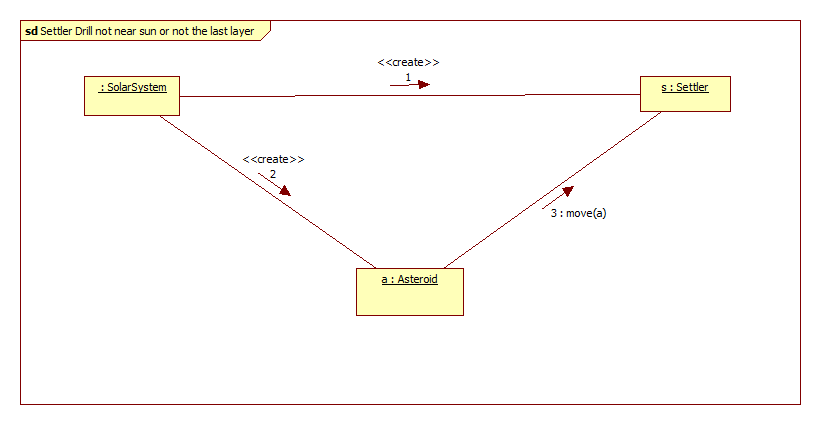 sd Settler Drill not near sun or not the last layer
<<create>>
1
: SolarSystem
s : Settler
<<create>>
2
3 : move(a)
a : Asteroid